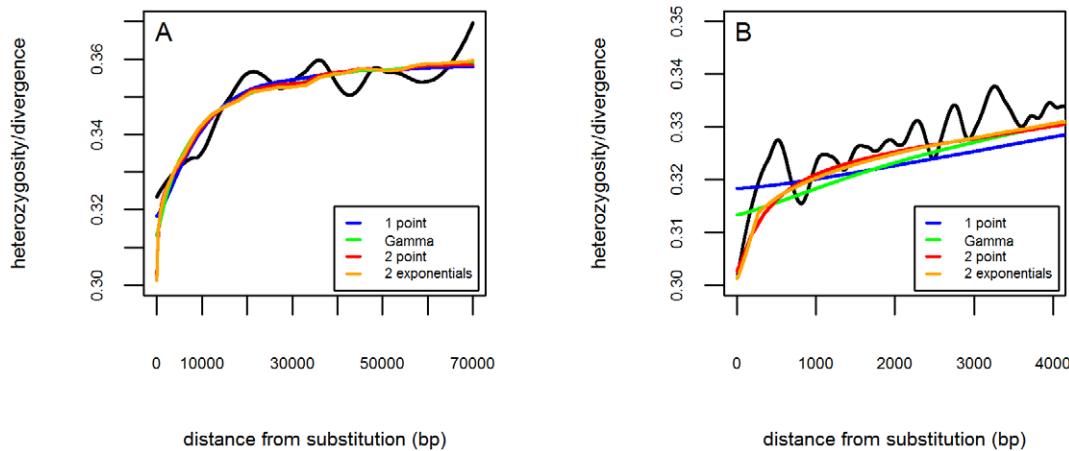 A
heterozygosity/divergence
0.36
0.34
0.32
0.30
1 point
Gamma
2 point
2 exponentials
0 10000 30000 50000 70000
distance from substitution (bp)
B
heterozygosity/divergence
0.35
0.34
0.33
0.32
0.31
0.30
1 point
Gamma
2 point
2 exponentials
0 1000 2000 3000 4000
distance from substitution (bp)